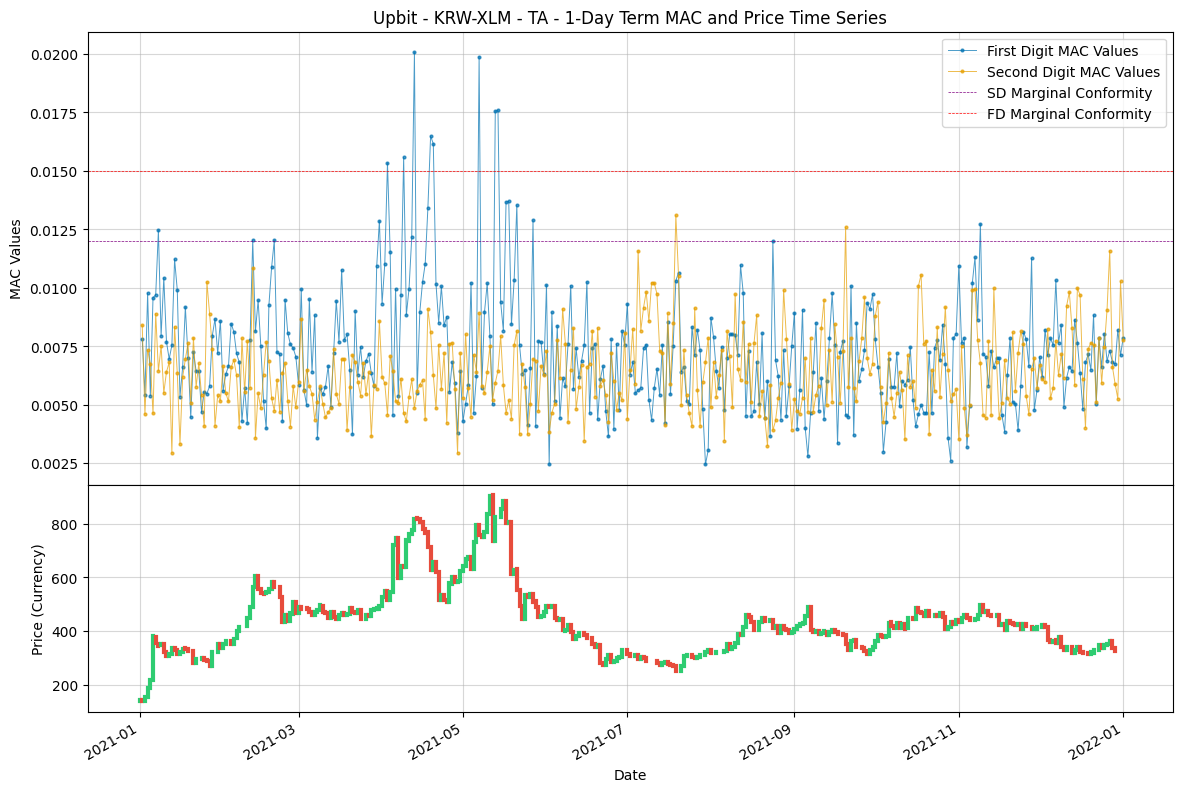 Upbit - KRW-XLM - TA - 1-Day Term MAC and Price Time Series
First Digit MAC Values
Second Digit MAC Values
SD Marginal Conformity
FD Marginal Conformity
MAC Values
0.0200
0.0175
0.0150
0.0125
0.0100
0.0075
0.0050
0.0025
Price (Currency)
800
600
400
200
2021-01
2021-03
2021-05
2021-07
2021-09
2021-11
2022-01
Date